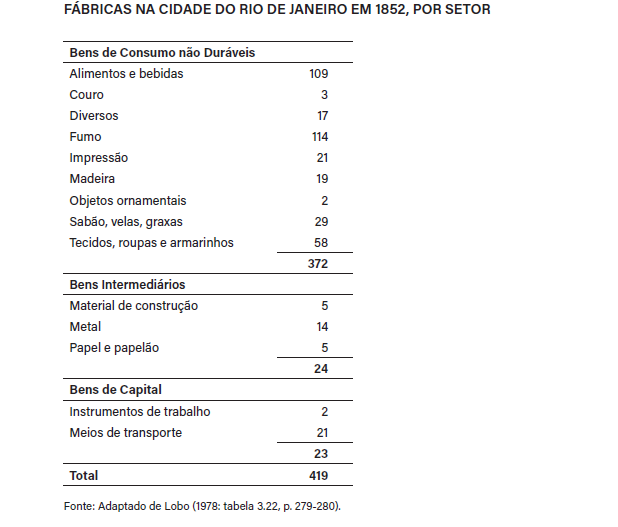 FÁBRICAS NA CIDADE DO RIO DE JANEIRO EM 1852, POR SETOR
Bens de Consumo não Duráveis
Alimentos e bebidas 109
Couro 3
Diversos 17
Fumo 114
Impressão 21
Madeira 19
Objetos ornamentais 2
Sabão, velas, graxas 29
Tecidos, roupas e armarinhos 58
372
Bens Intermediários
Material de construção 5
Metal 14
Papel e papelão 5
24
Bens de Capital
Instrumentos de trabalho 2
Meios de transporte 21
23
Total 419
Fonte: Adaptado de Lobo (1978: tabela 3.22, p. 279-280).